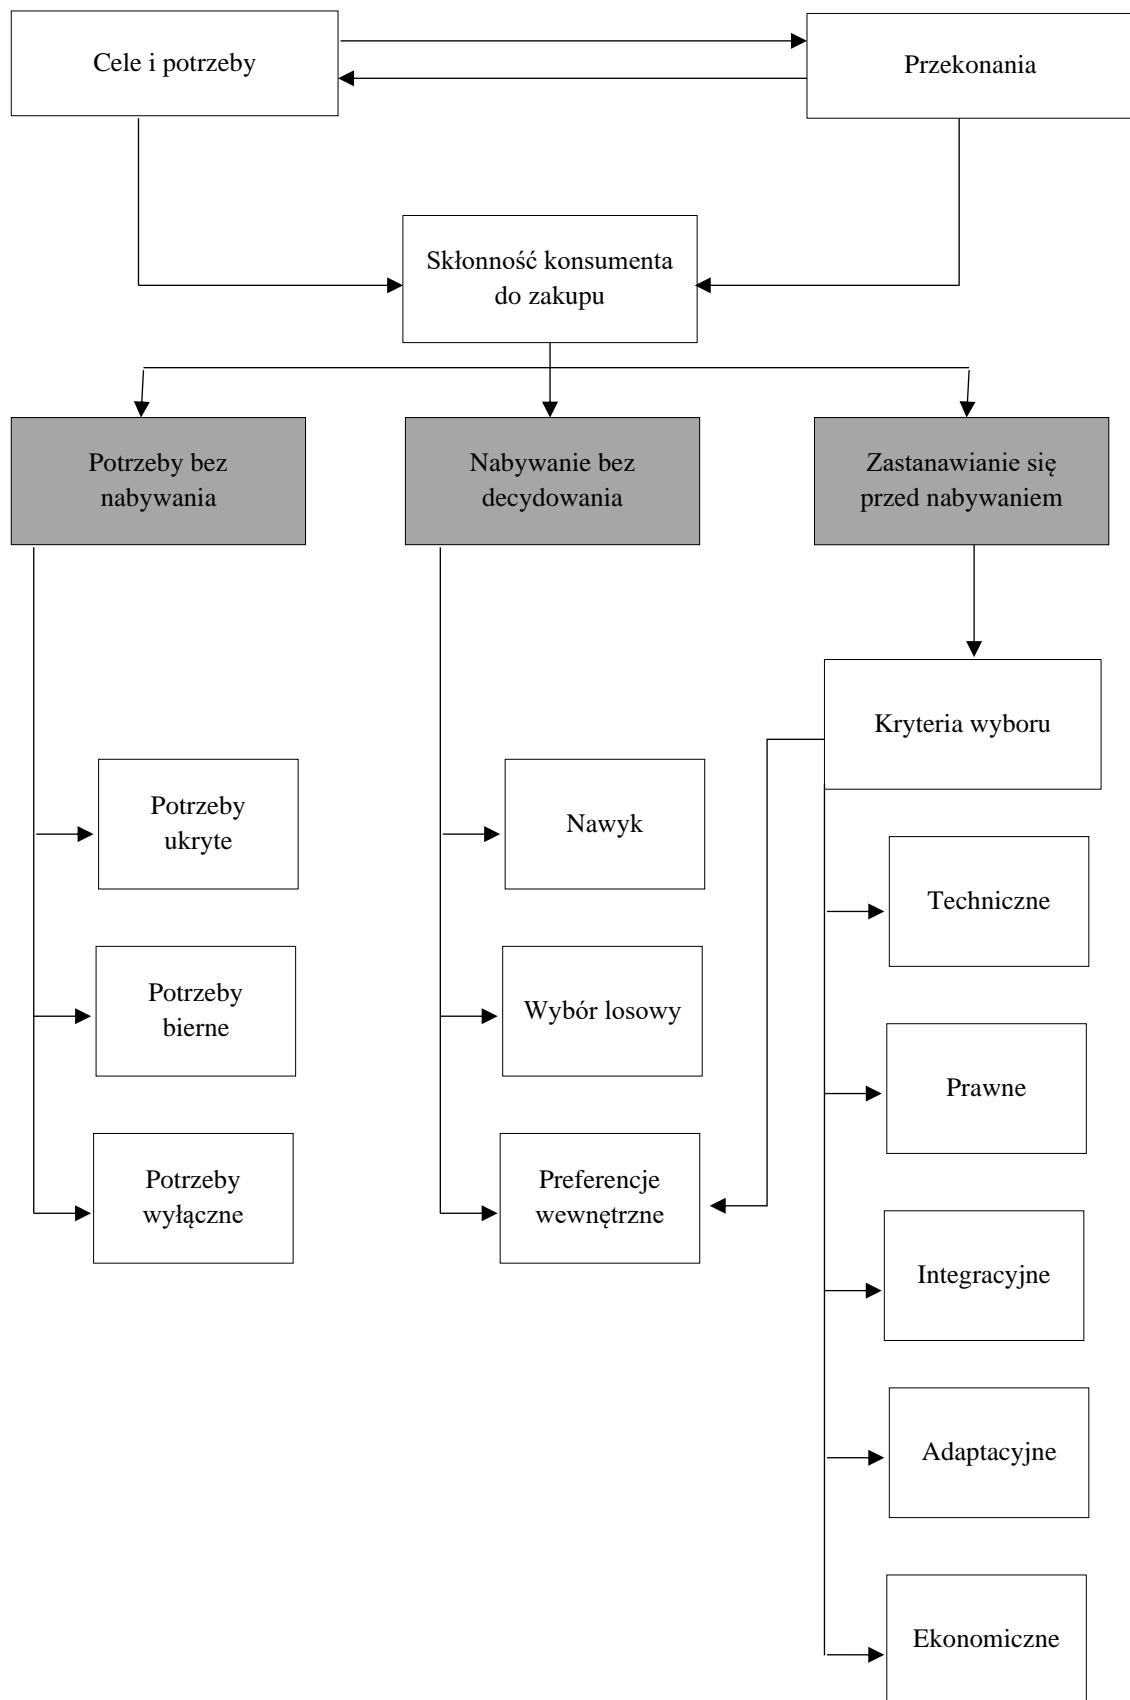 Cele i potrzeby
Przekonania
Skłonność konsumenta
do zakupu
Potrzeby bez
nabywania
Nabywanie bez
decydowania
Zastanawianie się
przed nabywaniem
Kryteria wyboru
Potrzeby
ukryte
Nawyk
Techniczne
Potrzeby
bierne
Wybór losowy
Prawne
Potrzeby
wyłączne
Preferencje
wewnętrzne
Integracyjne
Adaptacyjne
Ekonomiczne